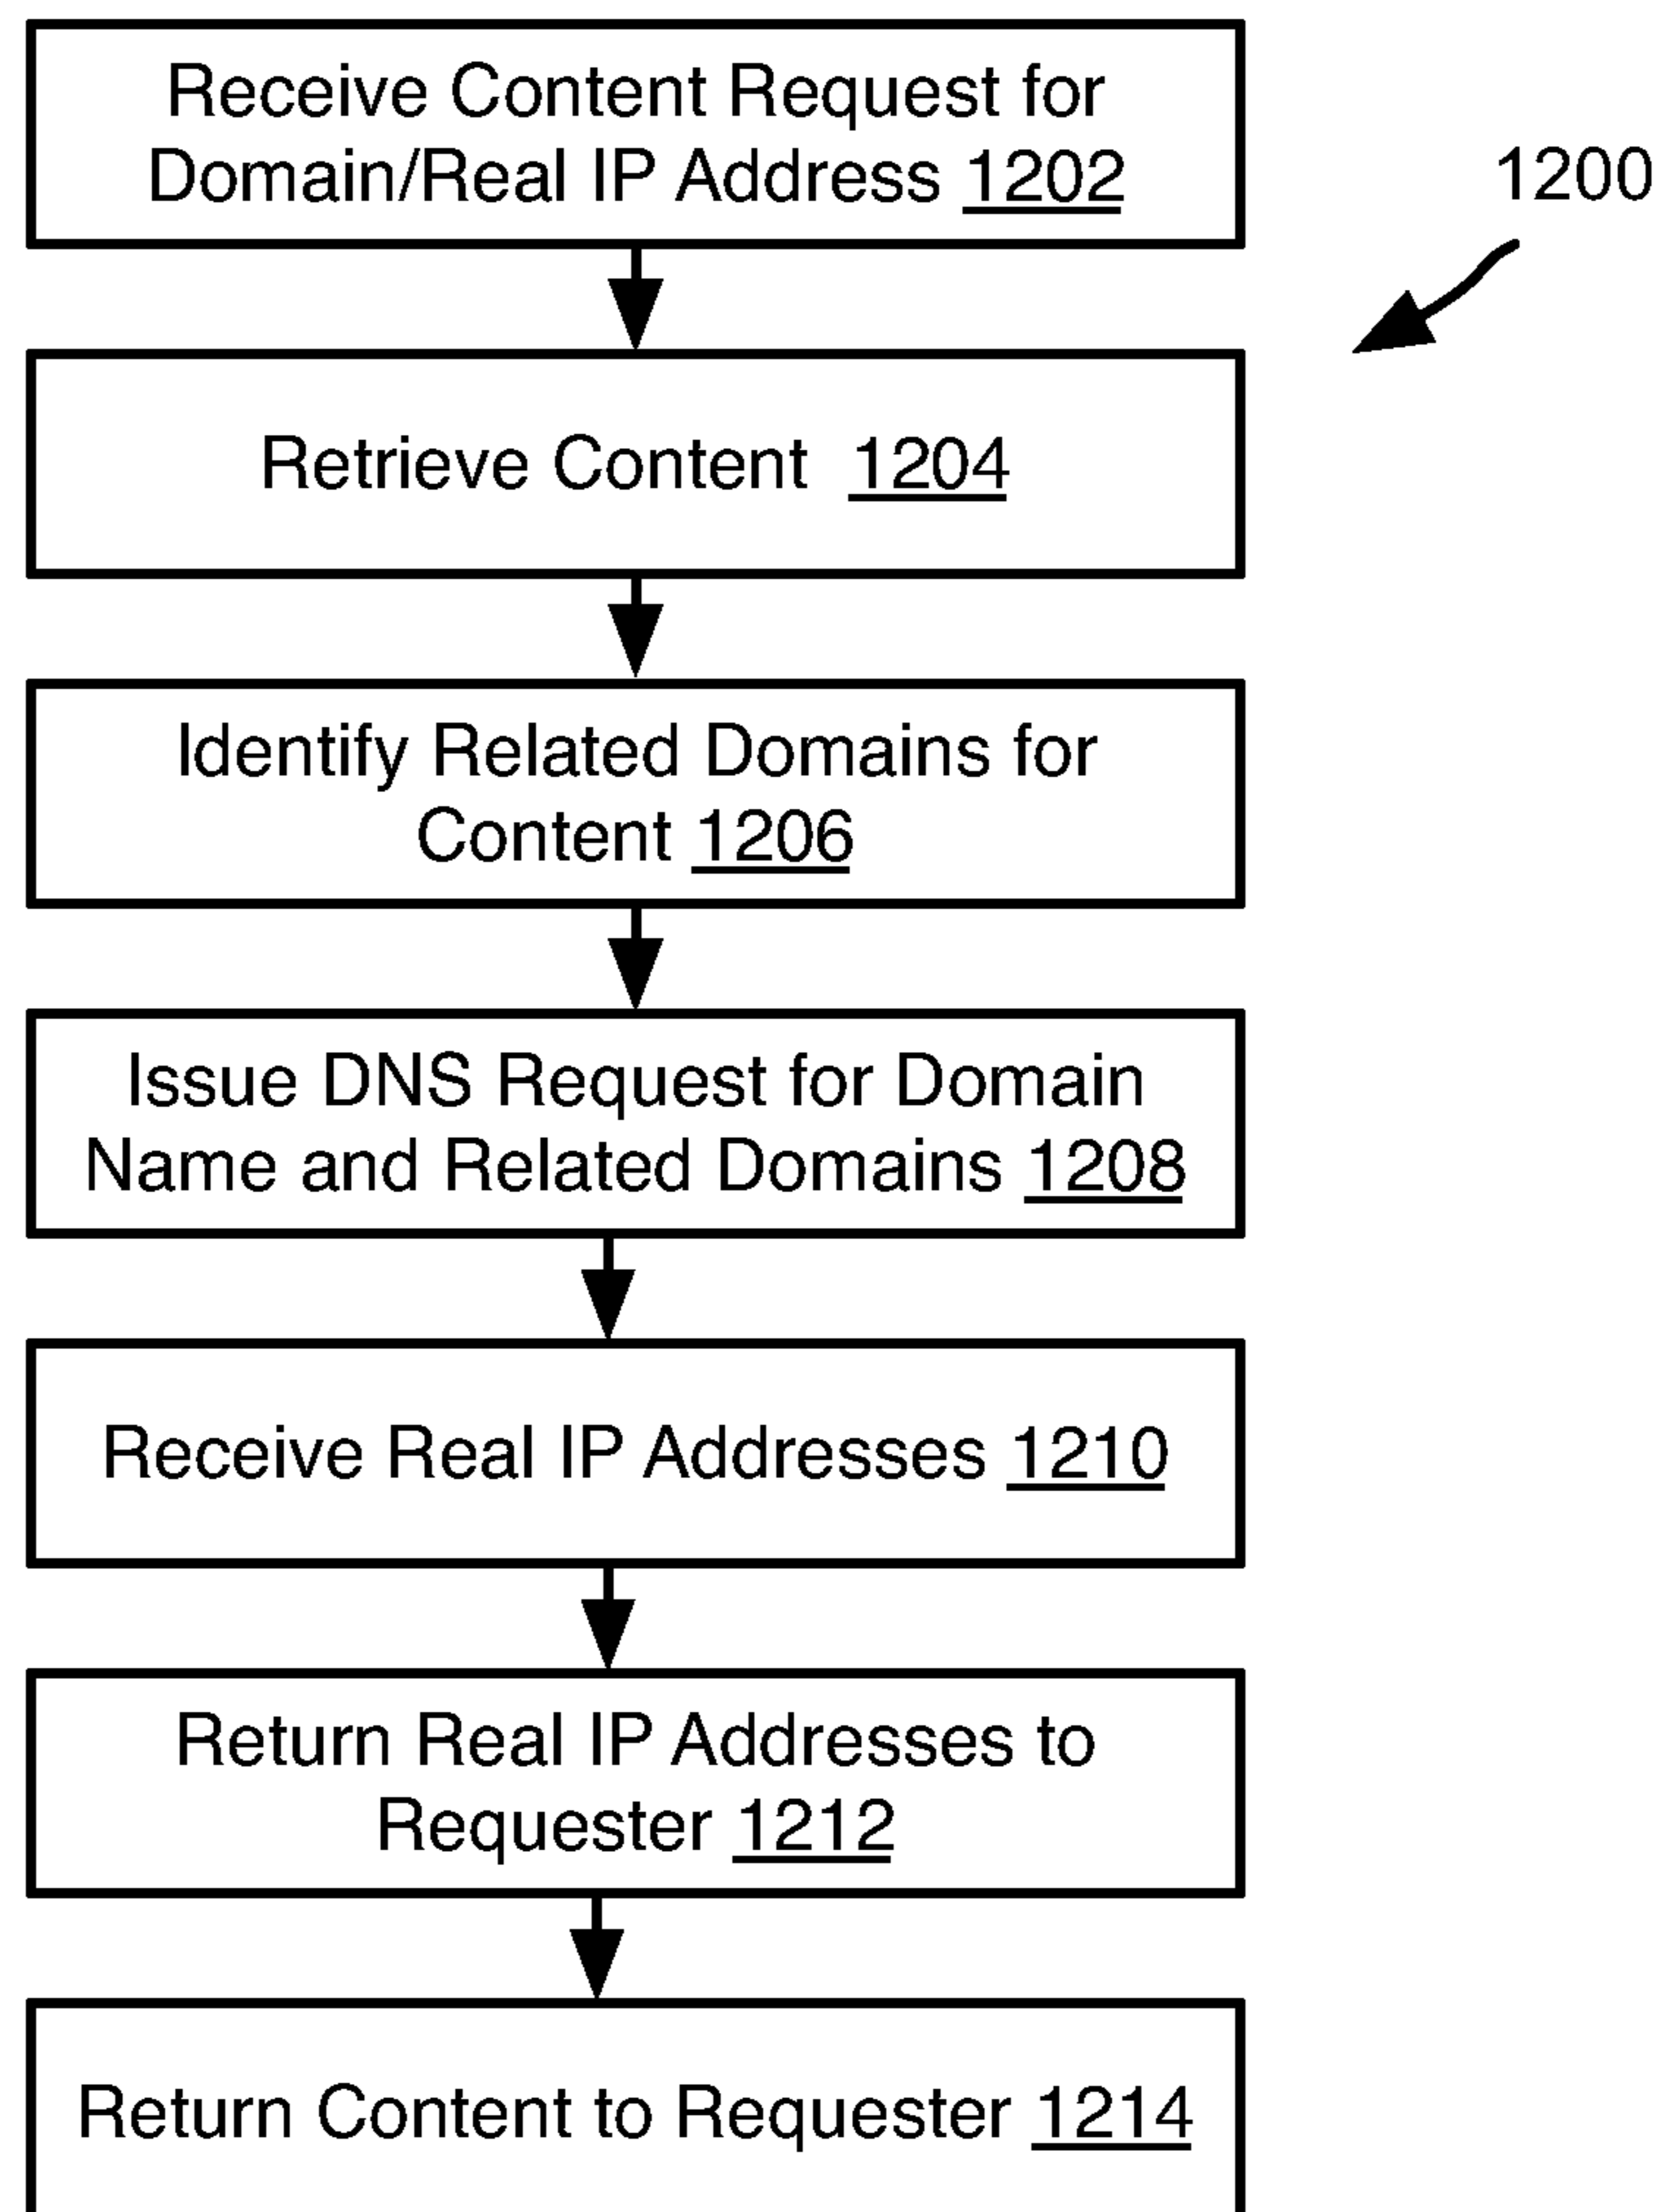 Receive Content Request for
Domain/Real IP Address 1202
1200
Retrieve Content 1204
Identify Related Domains for
Content 1206
Issue DNS Request for Domain
Name and Related Domains 1208
Receive Real IP Addresses 1210
Return Real IP Addresses to
Requester 1212
Return Content to Requester 1214